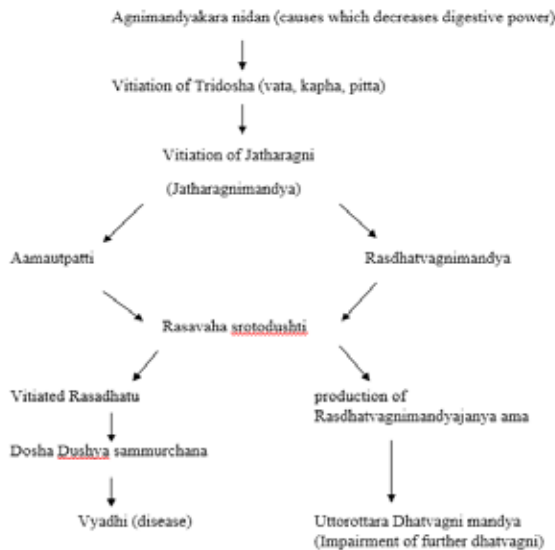 Agnimandyakara nidan (causes which decreases digestive power)
Vitiation of Tridosha (vata, kapha, pitta)
Vitiation of Jatharagni
(Jatharagnimandya)
Aamautpatti
Rasdhatvagnimandya
Rasavaha srotodushti
Vitiated Rasadhatu
production of
Rasdhatvagnimandyajanya ama
Dosha Dushya sammurchana
Vyadhi (disease)
Uttorottara Dhatvagni mandya
(Impairment of further dhatvagni)